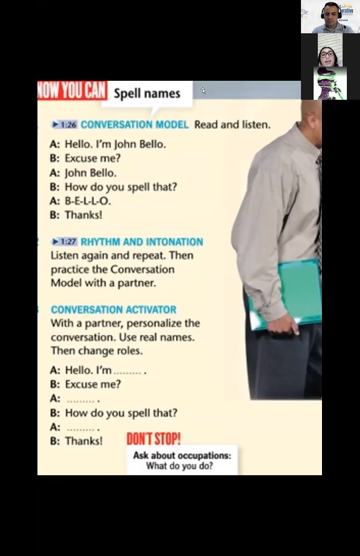 NOW YOU CAN Spell names
1:26 CONVERSATION MODEL Read and listen.
A: Hello. I'm John Bello.
B: Excuse me?
A: John Bello.
B: How do you spell that?
A: B-E-L-L-O.
B: Thanks!
1:27 RHYTHM AND INTONATION
Listen again and repeat. Then
practice the Conversation
Model with a partner.
CONVERSATION ACTIVATOR
With a partner, personalize the
conversation. Use real names.
Then change roles.
A: Hello. I'm ......... .
B: Excuse me?
A: ......... .
B: How do you spell that?
A: ......... .
B: Thanks!
DON'T STOP!
Ask about occupations:
What do you do?